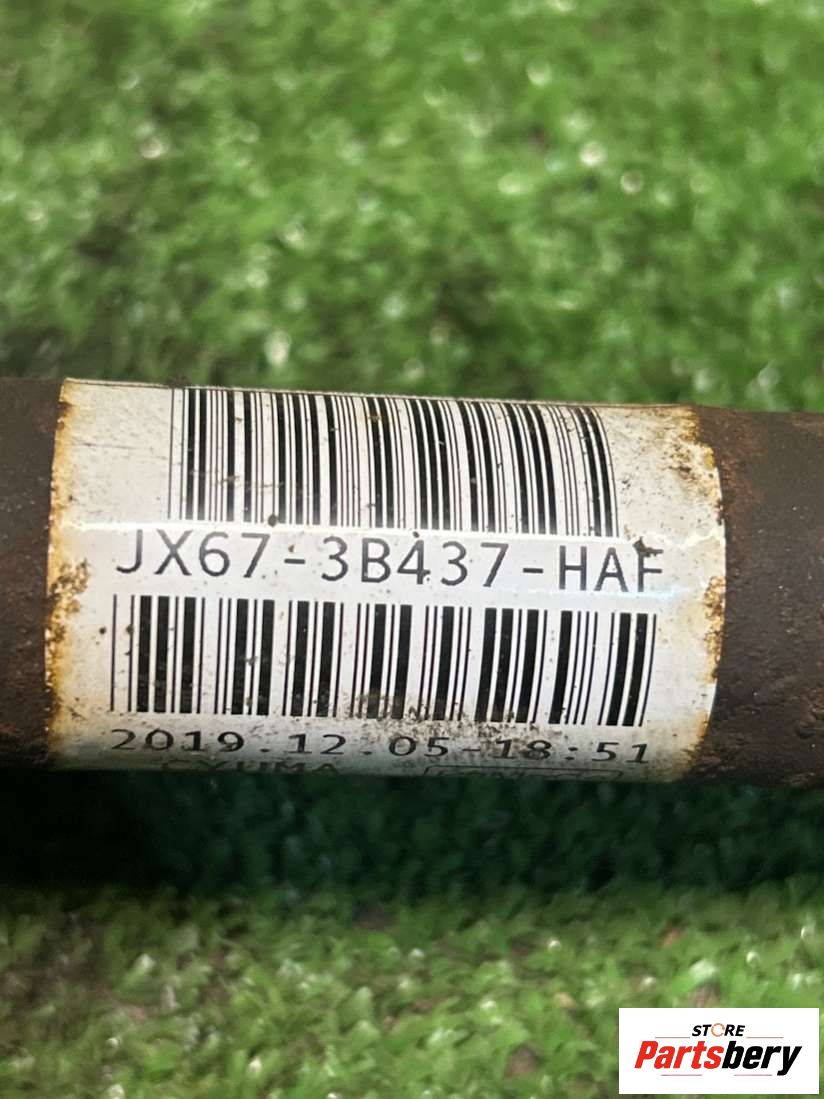 JX67-3B437-HAF
2019.12.05-18:51
STORE
Partsbery